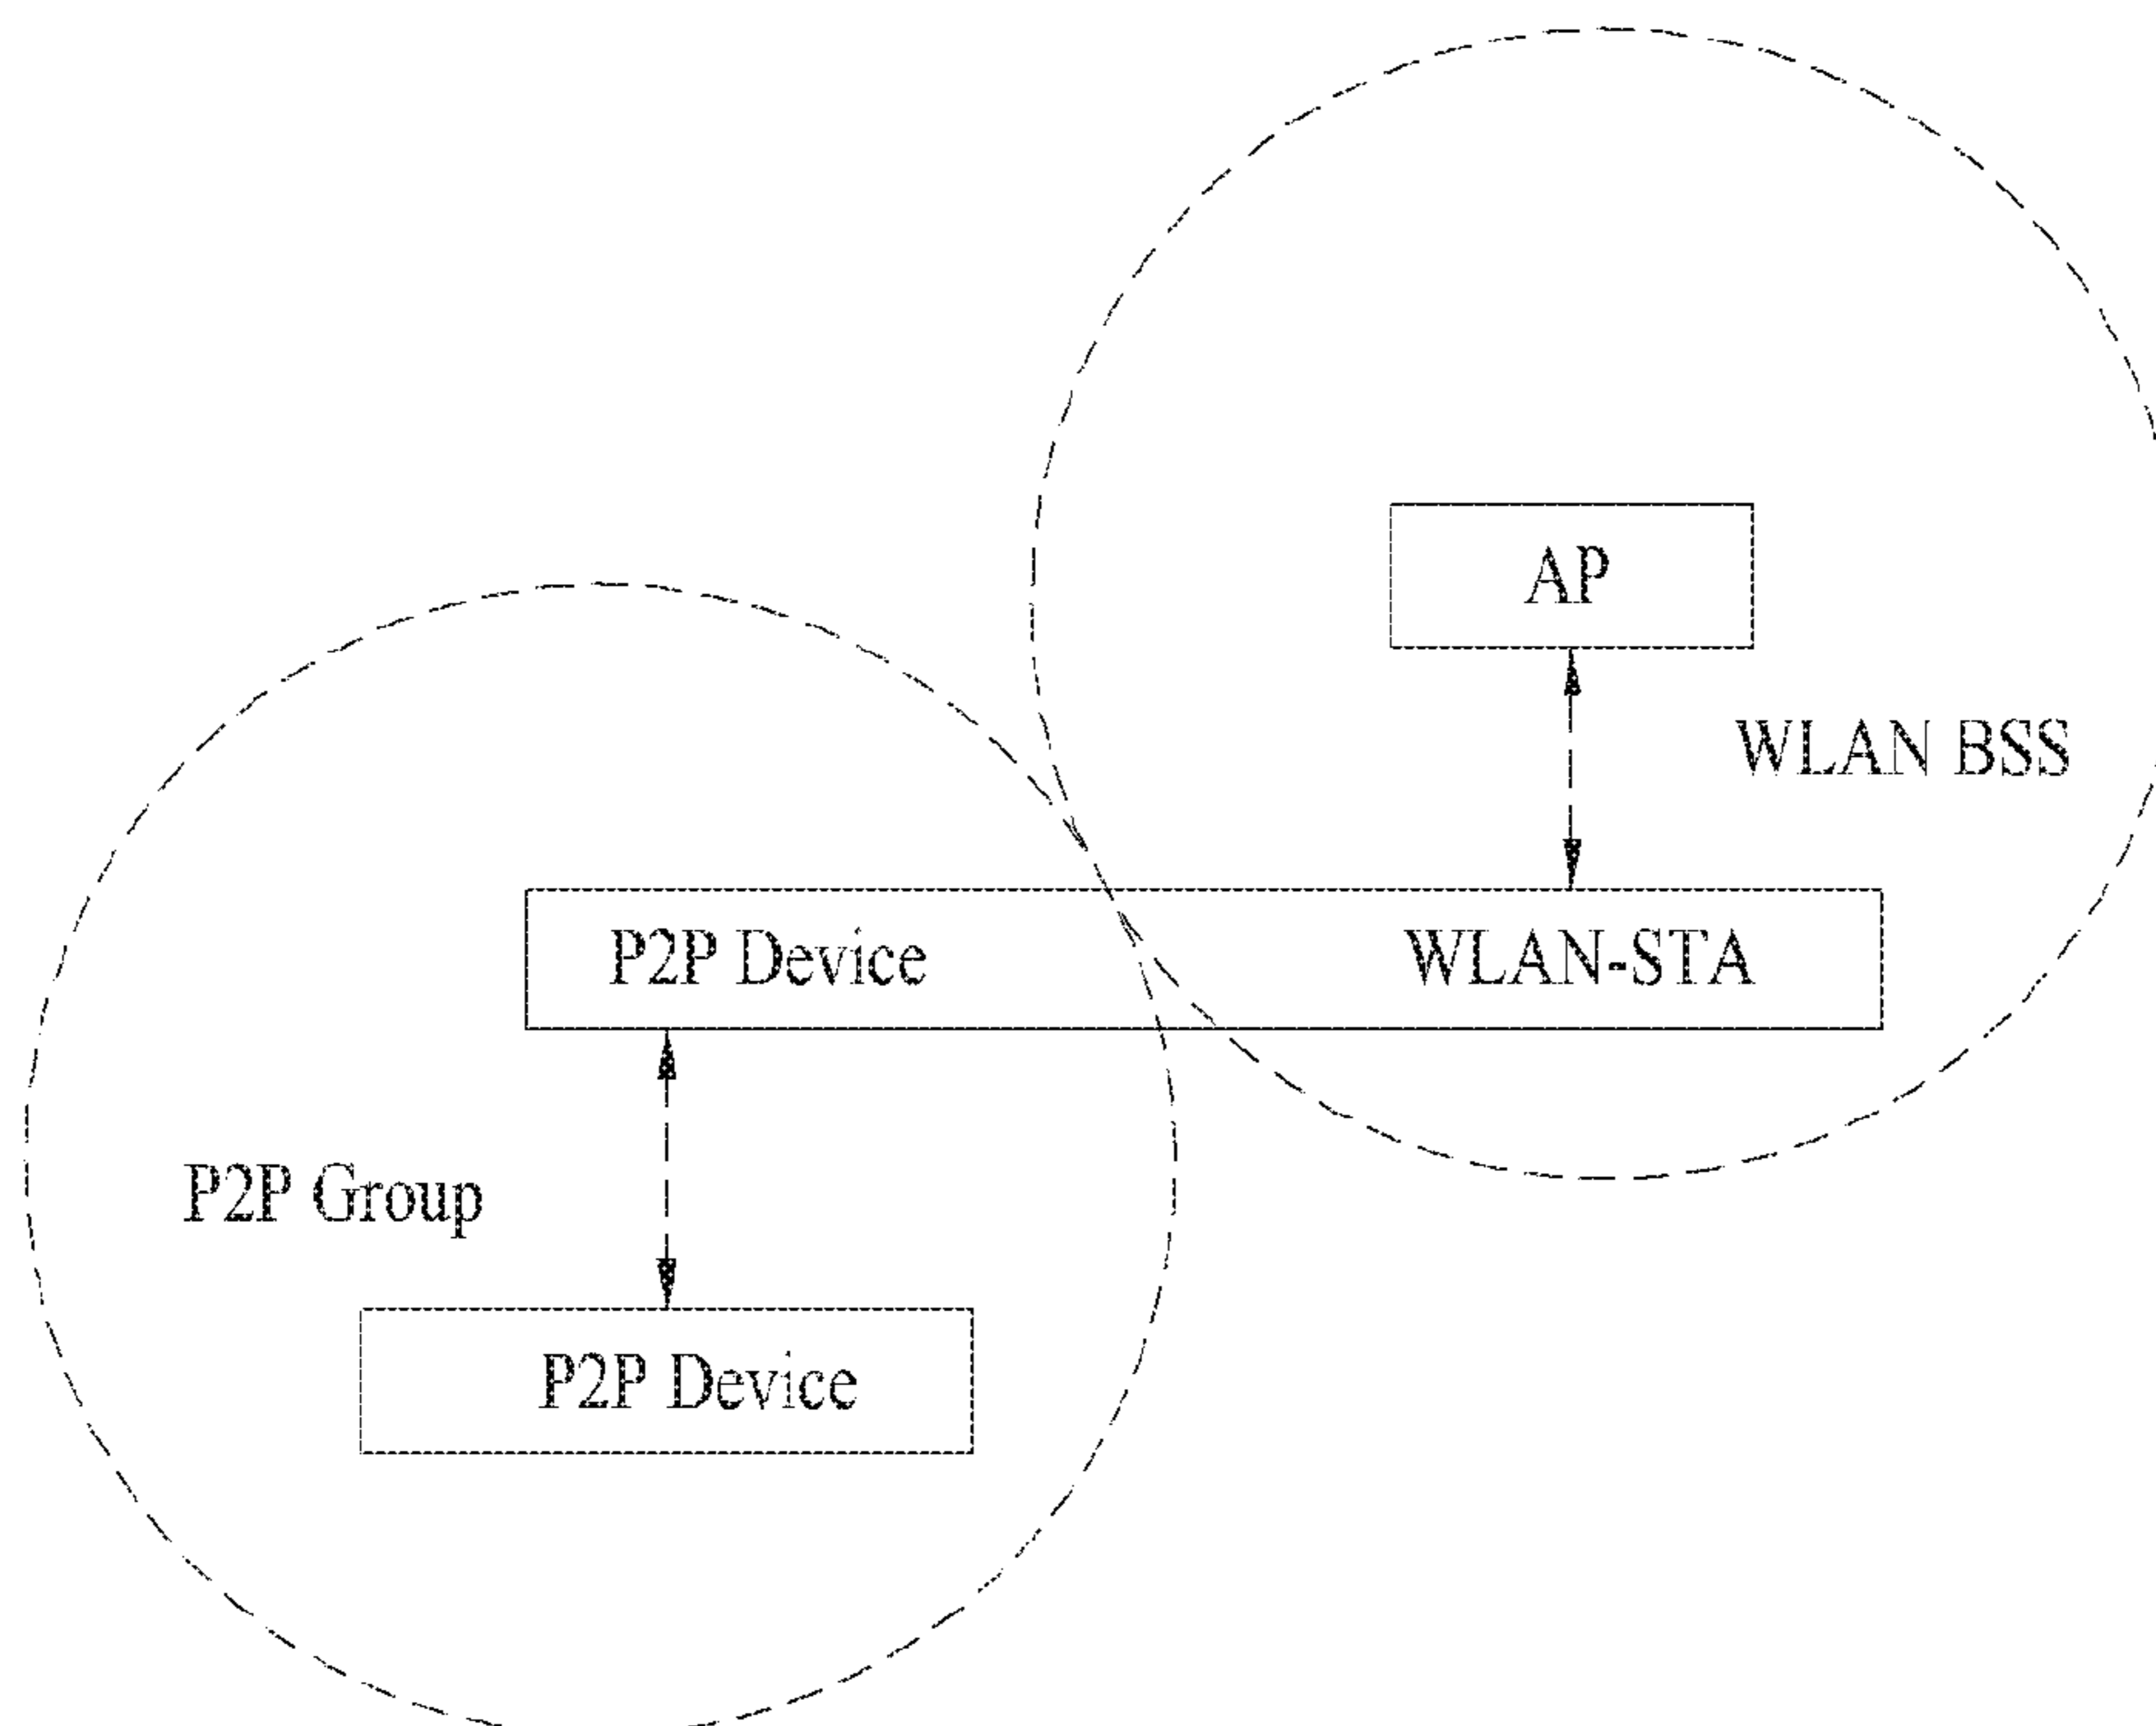 AP
WLAN BSS
P2P Device WLAN-STA
P2P Group
P2P Device